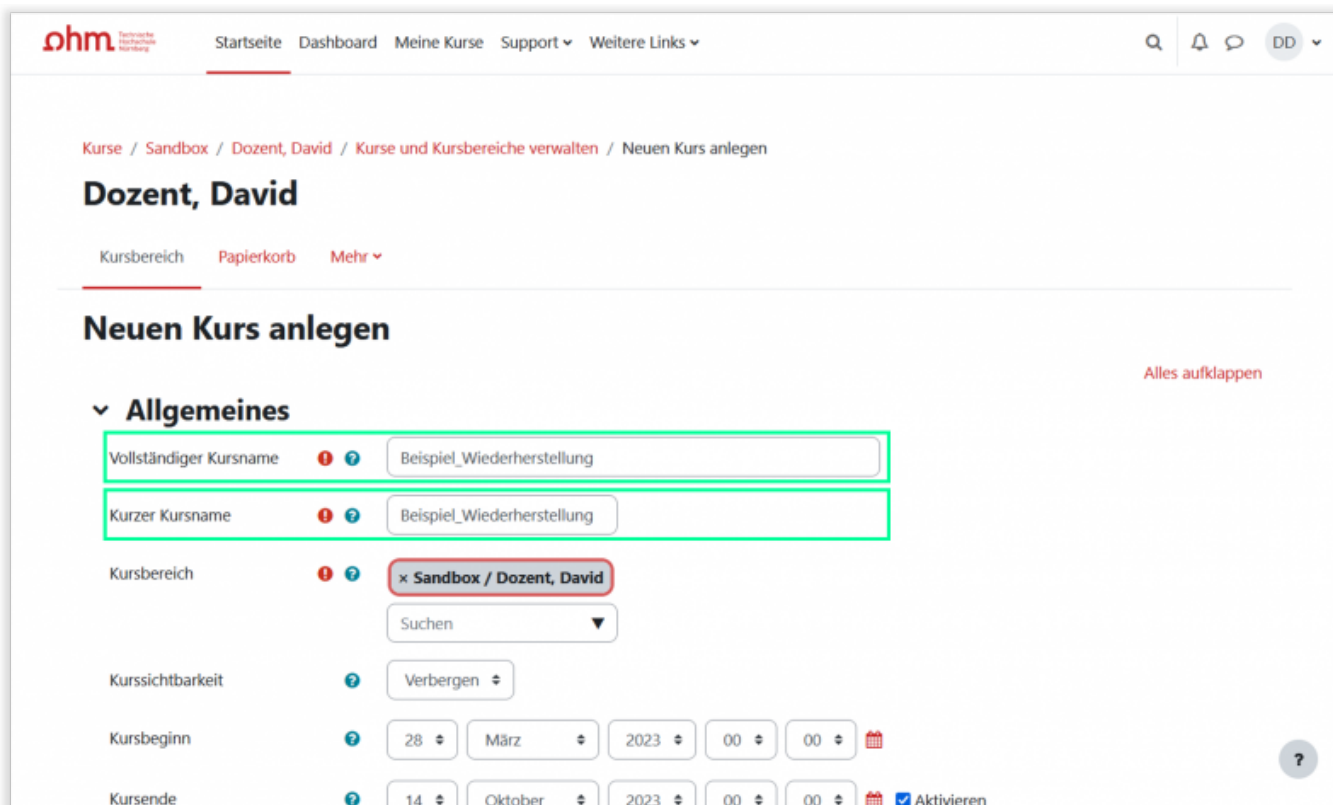 ohm Technische Hochschule Nürnberg
Startseite Dashboard Meine Kurse Support Weitere Links DD
Kurse / Sandbox / Dozent, David / Kurse und Kursbereiche verwalten / Neuen Kurs anlegen
Dozent, David
Kursbereich Papierkorb Mehr
Neuen Kurs anlegen
Alles aufklappen
Allgemeines
Vollständiger Kursname ! ? Beispiel_Wiederherstellung
Kurzer Kursname ! ? Beispiel_Wiederherstellung
Kursbereich ! ? × Sandbox / Dozent, David
Suchen
Kurssichtbarkeit ? Verbergen
Kursbeginn ? 28 März 2023 00 00
?
Kursende ? 14 Oktober 2023 00 00 Aktivieren